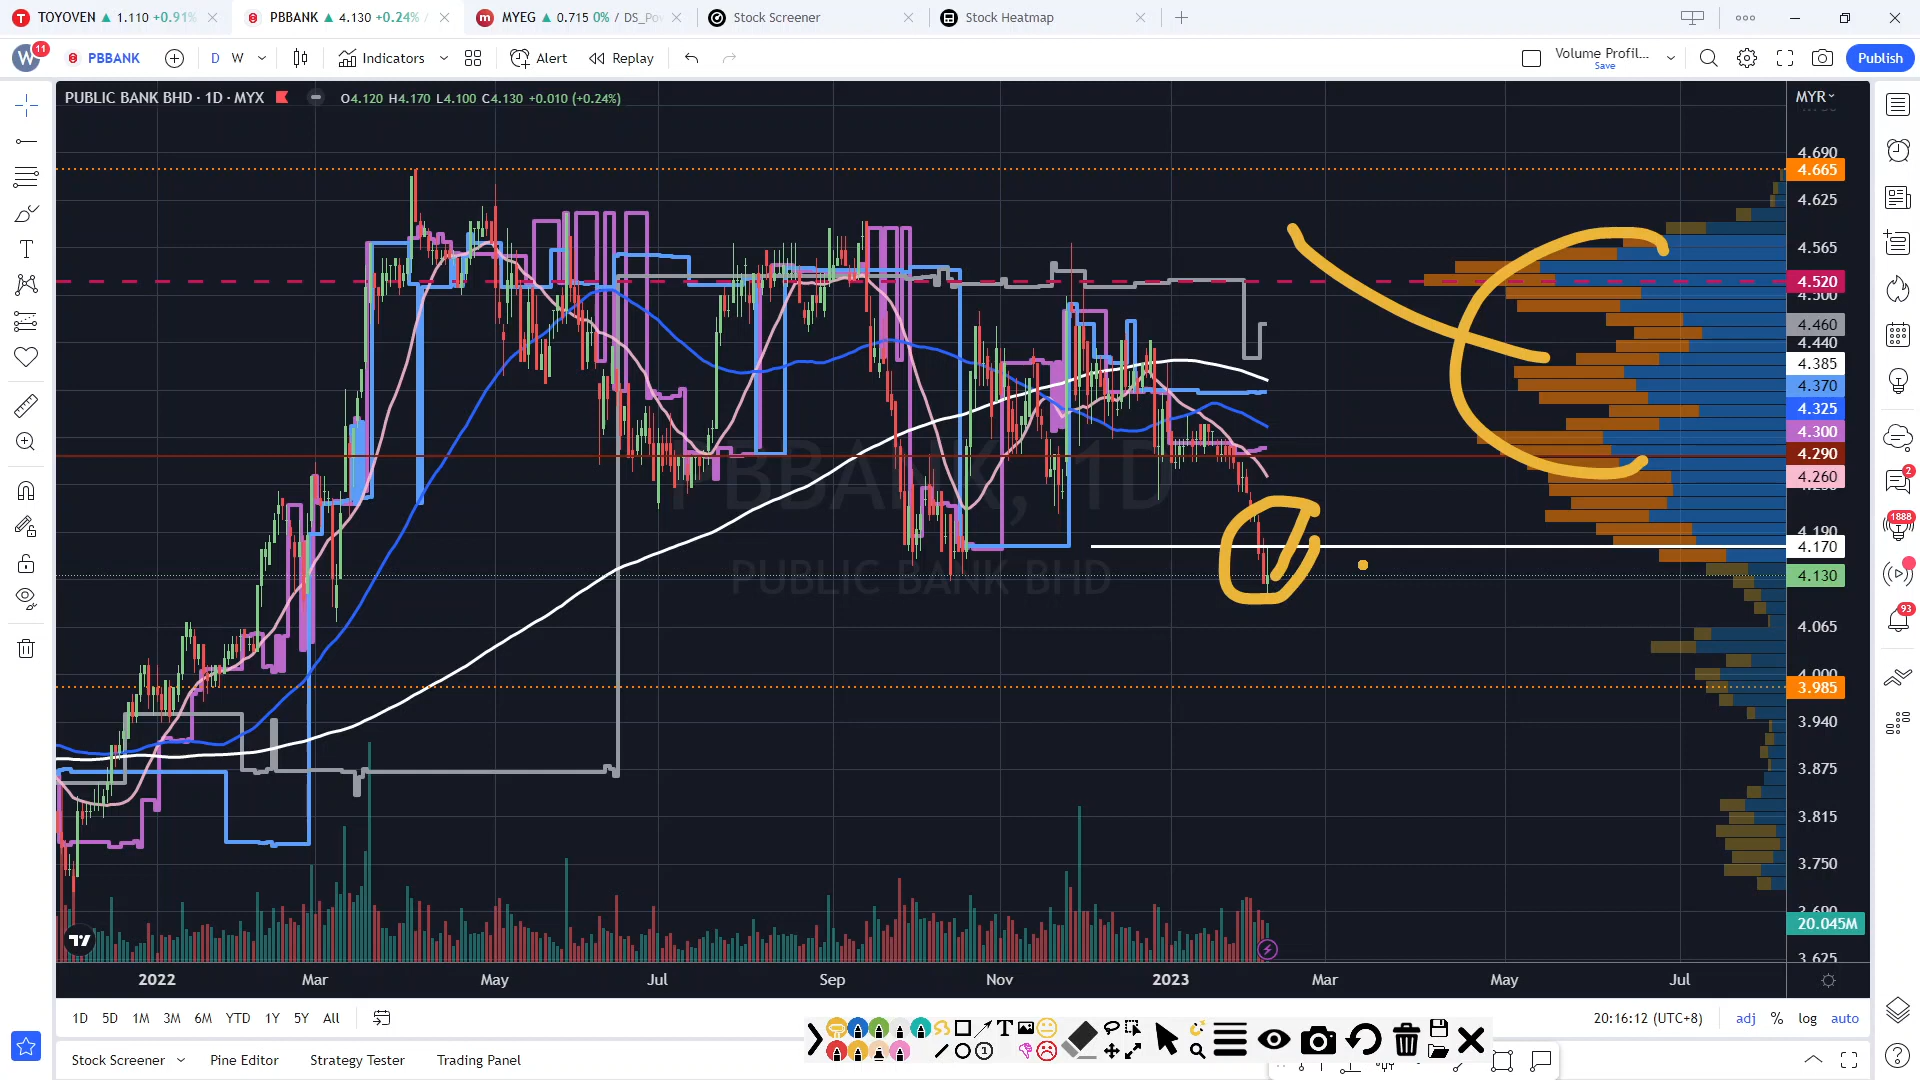 TOYOVEN ▲ 1.110 +0.91%
PBBANK ▲ 4.130 +0.24% /
MYEG ▲ 0.715 0% / DS_Po
Stock Screener
Stock Heatmap
W 11
PBBANK
D W
Indicators
Alert
Replay
Volume Profil...
Save
Publish
PUBLIC BANK BHD · 1D · MYX
O4.120 H4.170 L4.100 C4.130 +0.010 (+0.24%)
MYR
4.690
4.665
4.625
4.565
4.520
4.500
4.460
4.440
4.385
4.370
4.325
4.300
4.290
4.260
4.190
4.170
4.130
4.065
4.000
3.985
3.940
3.875
3.815
3.750
3.690
20.045M
3.625
PBBANK, 1D
PUBLIC BANK BHD
2
1888
93
2022 Mar May Jul Sep Nov 2023 Mar May Jul
1D 5D 1M 3M 6M YTD 1Y 5Y All
20:16:12 (UTC+8) adj % log auto
Stock Screener Pine Editor Strategy Tester Trading Panel